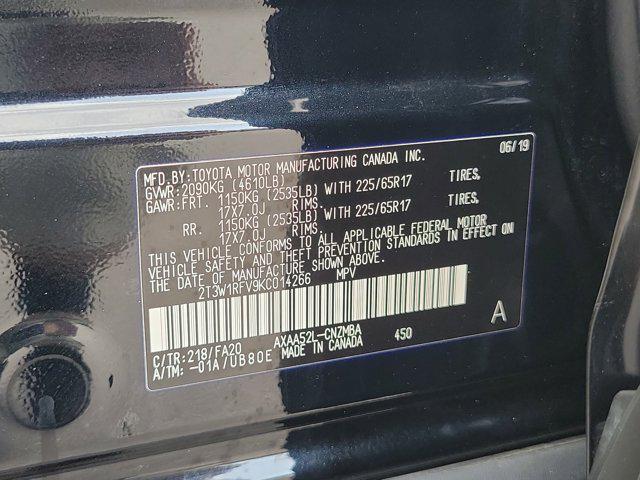 MFD. BY: TOYOTA MOTOR MANUFACTURING CANADA INC. 06/19
GVWR: 2090KG (4610LB)
GAWR: FRT. 1150KG (2535LB) WITH 225/65R17 TIRES,
17X7.0J RIMS.
RR. 1150KG (2535LB) WITH 225/65R17 TIRES,
17X7.0J RIMS.
THIS VEHICLE CONFORMS TO ALL APPLICABLE FEDERAL MOTOR
VEHICLE SAFETY AND THEFT PREVENTION STANDARDS IN EFFECT ON
THE DATE OF MANUFACTURE SHOWN ABOVE.
2T3W1RFV9KC014266 MPV
A
C/TR: 218/FA20 AXAA52L-CNZMBA 450
A/TM: -01A/UB80E MADE IN CANADA